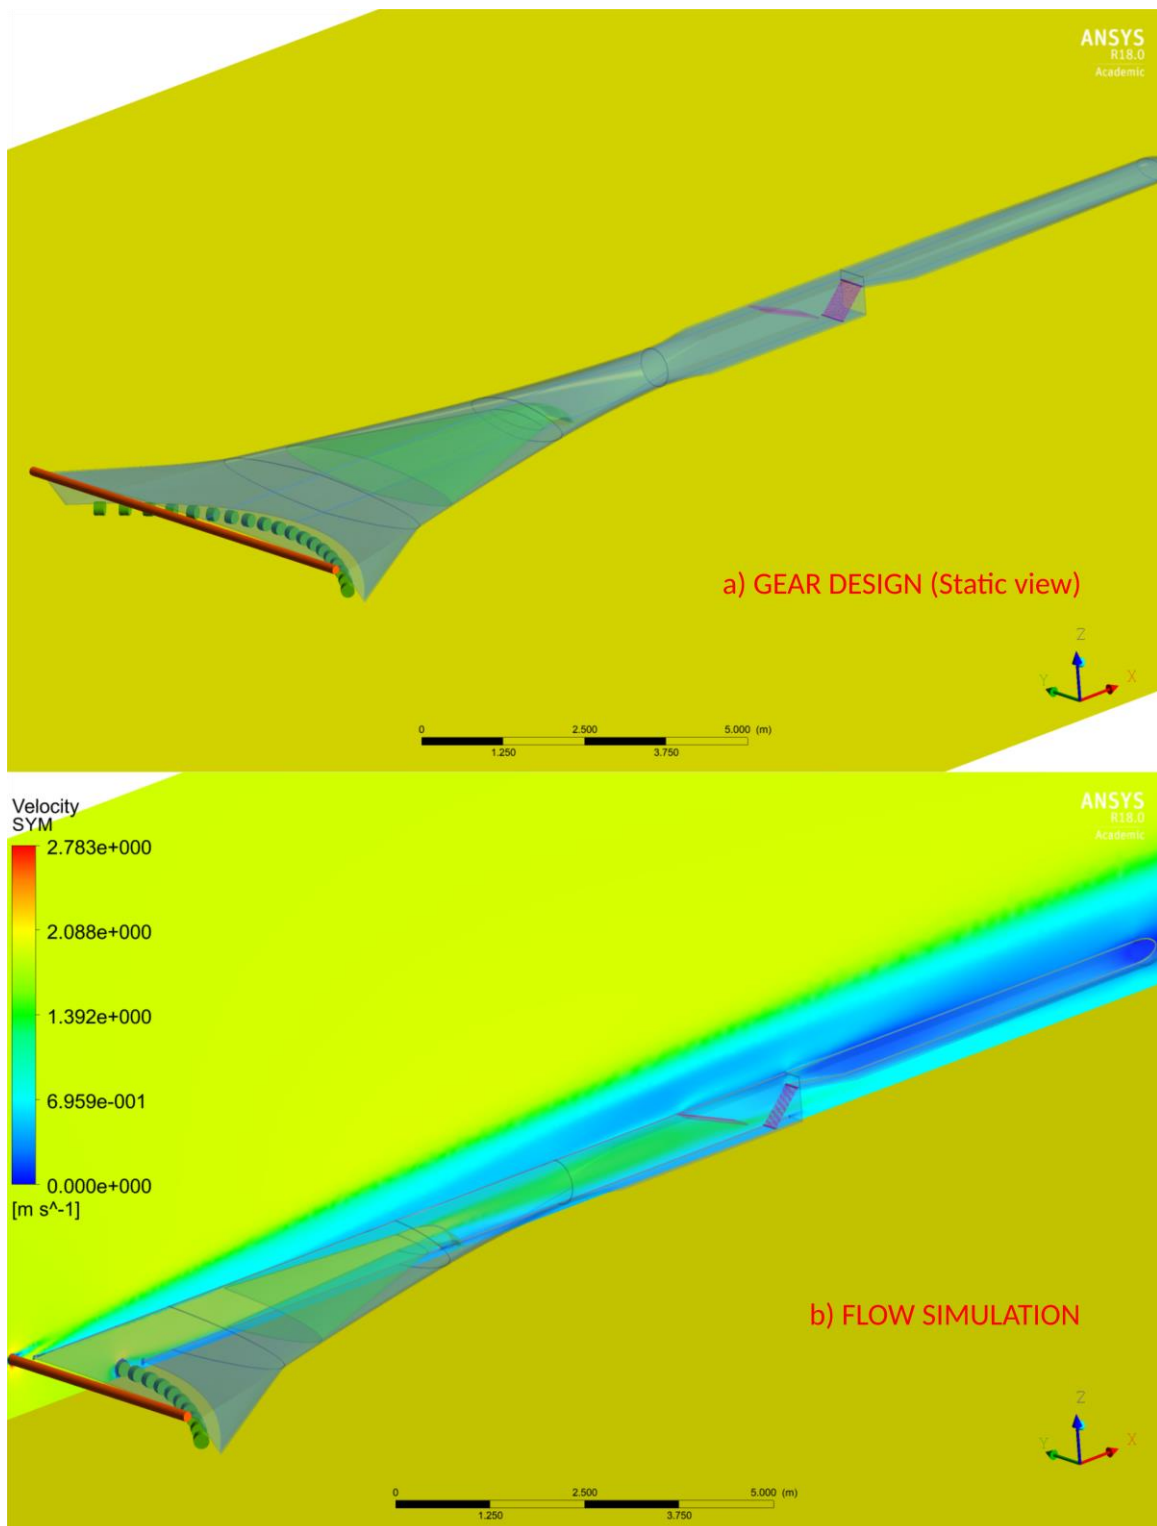 ANSYS
R18.0
Academic
a) GEAR DESIGN (Static view)
Z
Y
X
0
2.500
5.000 (m)
1.250
3.750
Velocity
SYM
2.783e+000
2.088e+000
1.392e+000
6.959e-001
0.000e+000
[m s^-1]
ANSYS
R18.0
Academic
b) FLOW SIMULATION
Z
Y
X
0
2.500
5.000 (m)
1.250
3.750